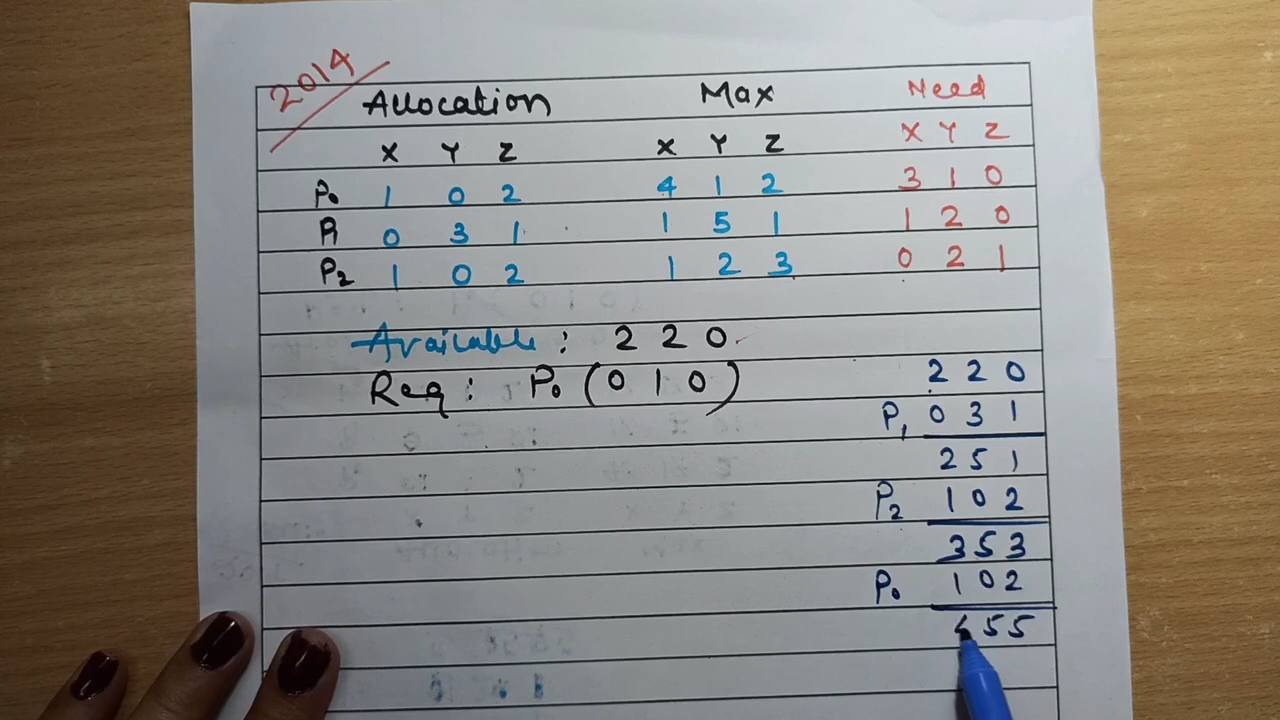 2014
Allocation Max Need
X Y Z X Y Z X Y Z
P0 1 0 2 4 1 2 3 1 0
P1 0 3 1 1 5 1 1 2 0
P2 1 0 2 1 2 3 0 2 1
Available : 2 2 0
Req : P0 (0 1 0)
2 2 0
P1 0 3 1
2 5 1
P2 1 0 2
3 5 3
P0 1 0 2
4 5 5